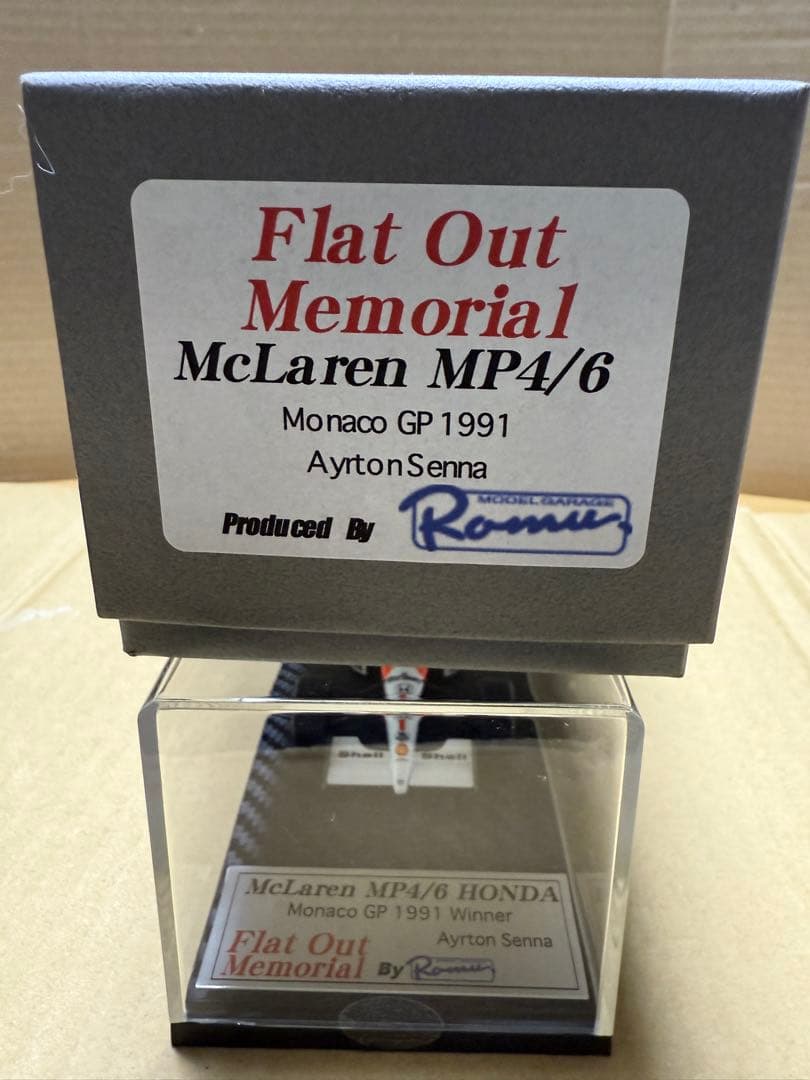 Flat Out
Memorial
McLaren MP4/6
Monaco GP 1991
Ayrton Senna
Produced By
MODEL GARAGE
Romu
Shell Shell
McLaren MP4/6 HONDA
Monaco GP 1991 Winner
Ayrton Senna
Flat Out
Memorial By Romu